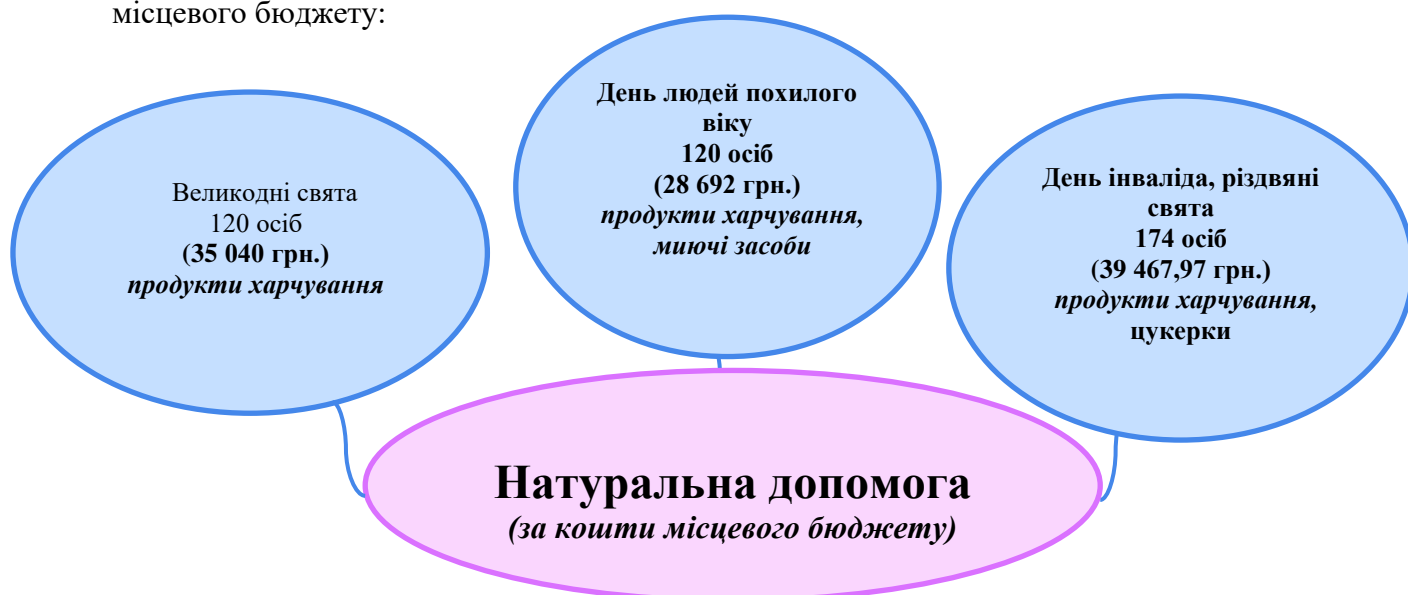 місцевого бюджету:
Великодні свята
120 осіб
(35 040 грн.)
продукти харчування
День людей похилого
віку
120 осіб
(28 692 грн.)
продукти харчування,
миючі засоби
День інваліда, різдвяні
свята
174 осіб
(39 467,97 грн.)
продукти харчування,
цукерки
Натуральна допомога
(за кошти місцевого бюджету)